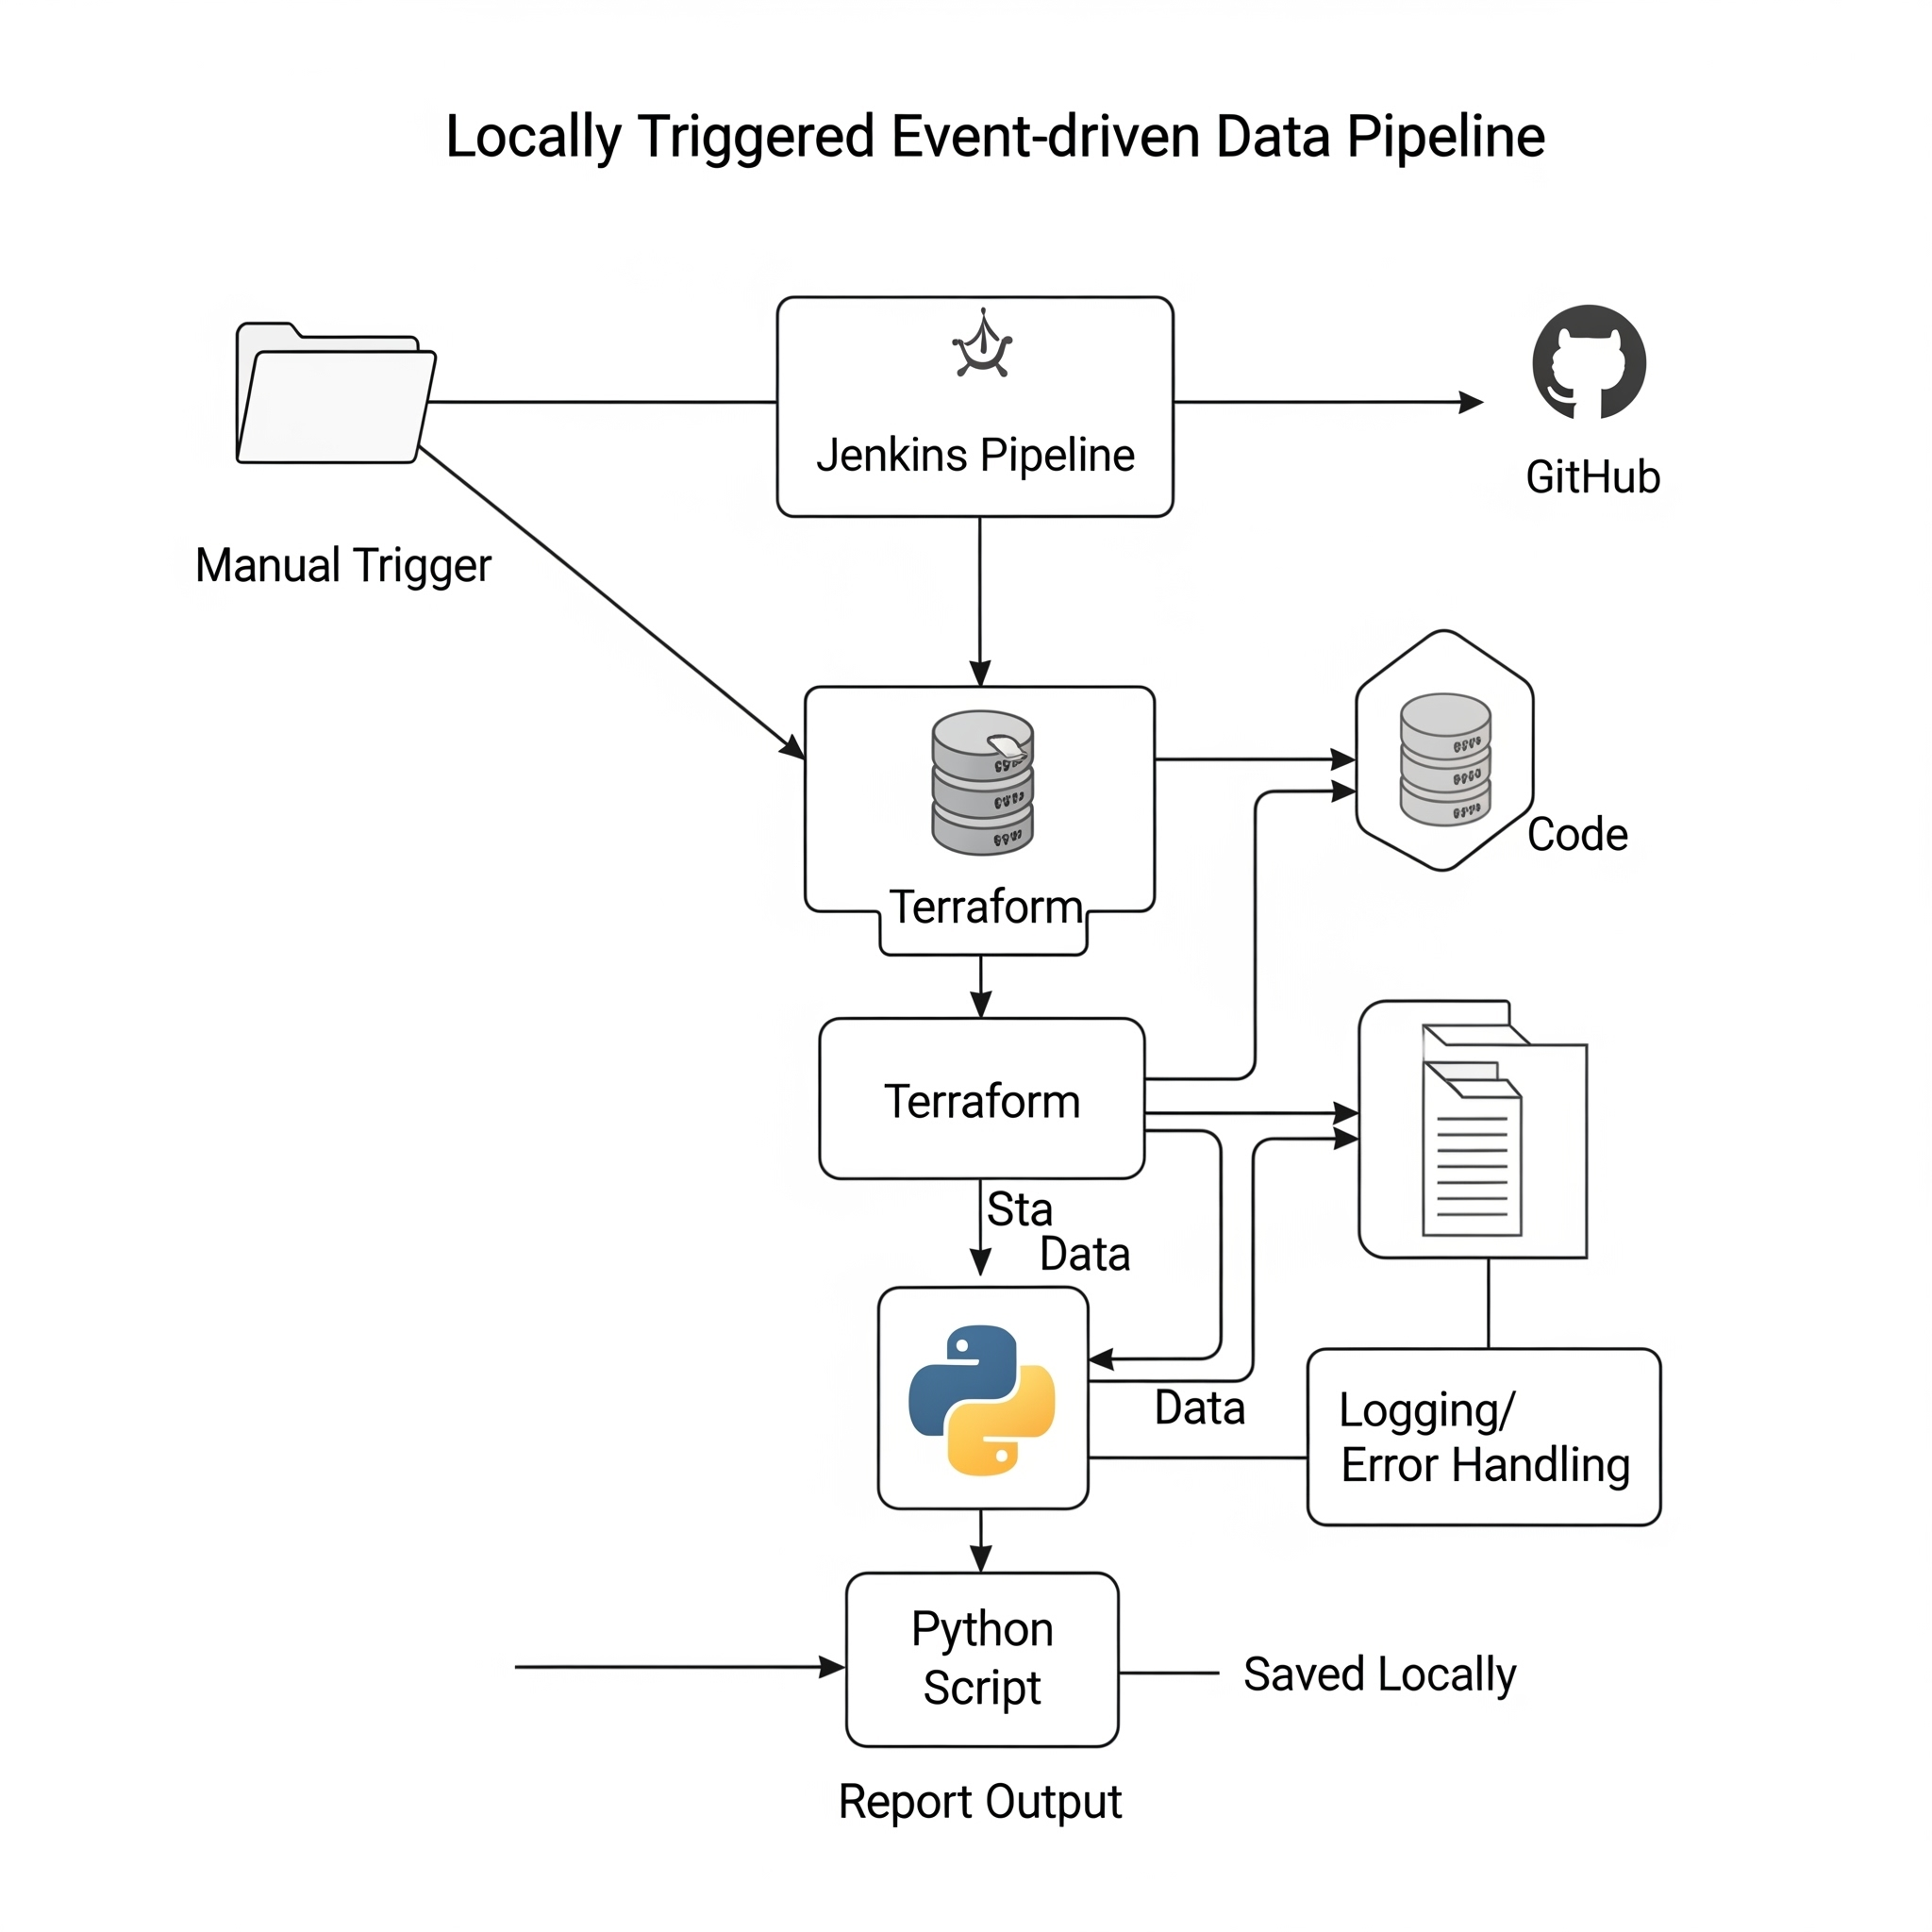 Locally Triggered Event-driven Data Pipeline
Jenkins Pipeline
GitHub
Manual Trigger
Terraform
Code
Terraform
Sta
Data
Data
Logging/
Error Handling
Python
Script
Saved Locally
Report Output